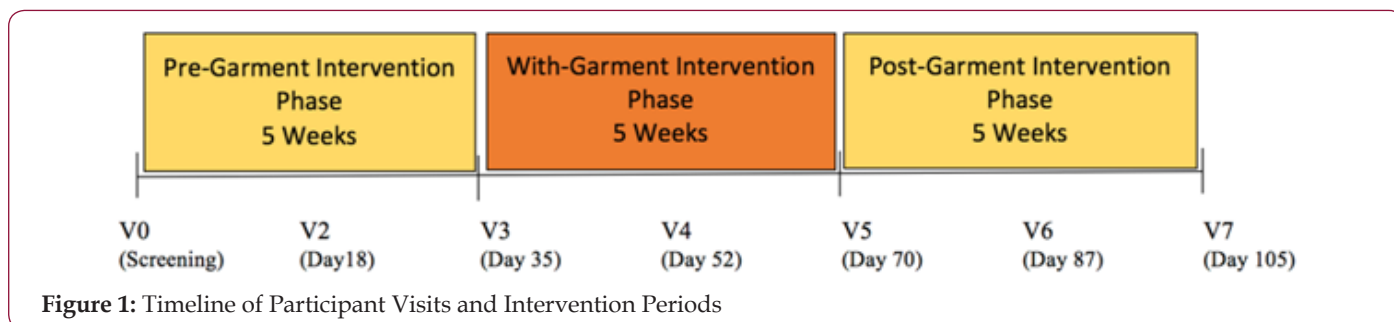 Pre-Garment Intervention
Phase
5 Weeks
With-Garment Intervention
Phase
5 Weeks
Post-Garment Intervention
Phase
5 Weeks
V0
(Screening)
V2
(Day18)
V3
(Day 35)
V4
(Day 52)
V5
(Day 70)
V6
(Day 87)
V7
(Day 105)
Figure 1: Timeline of Participant Visits and Intervention Periods